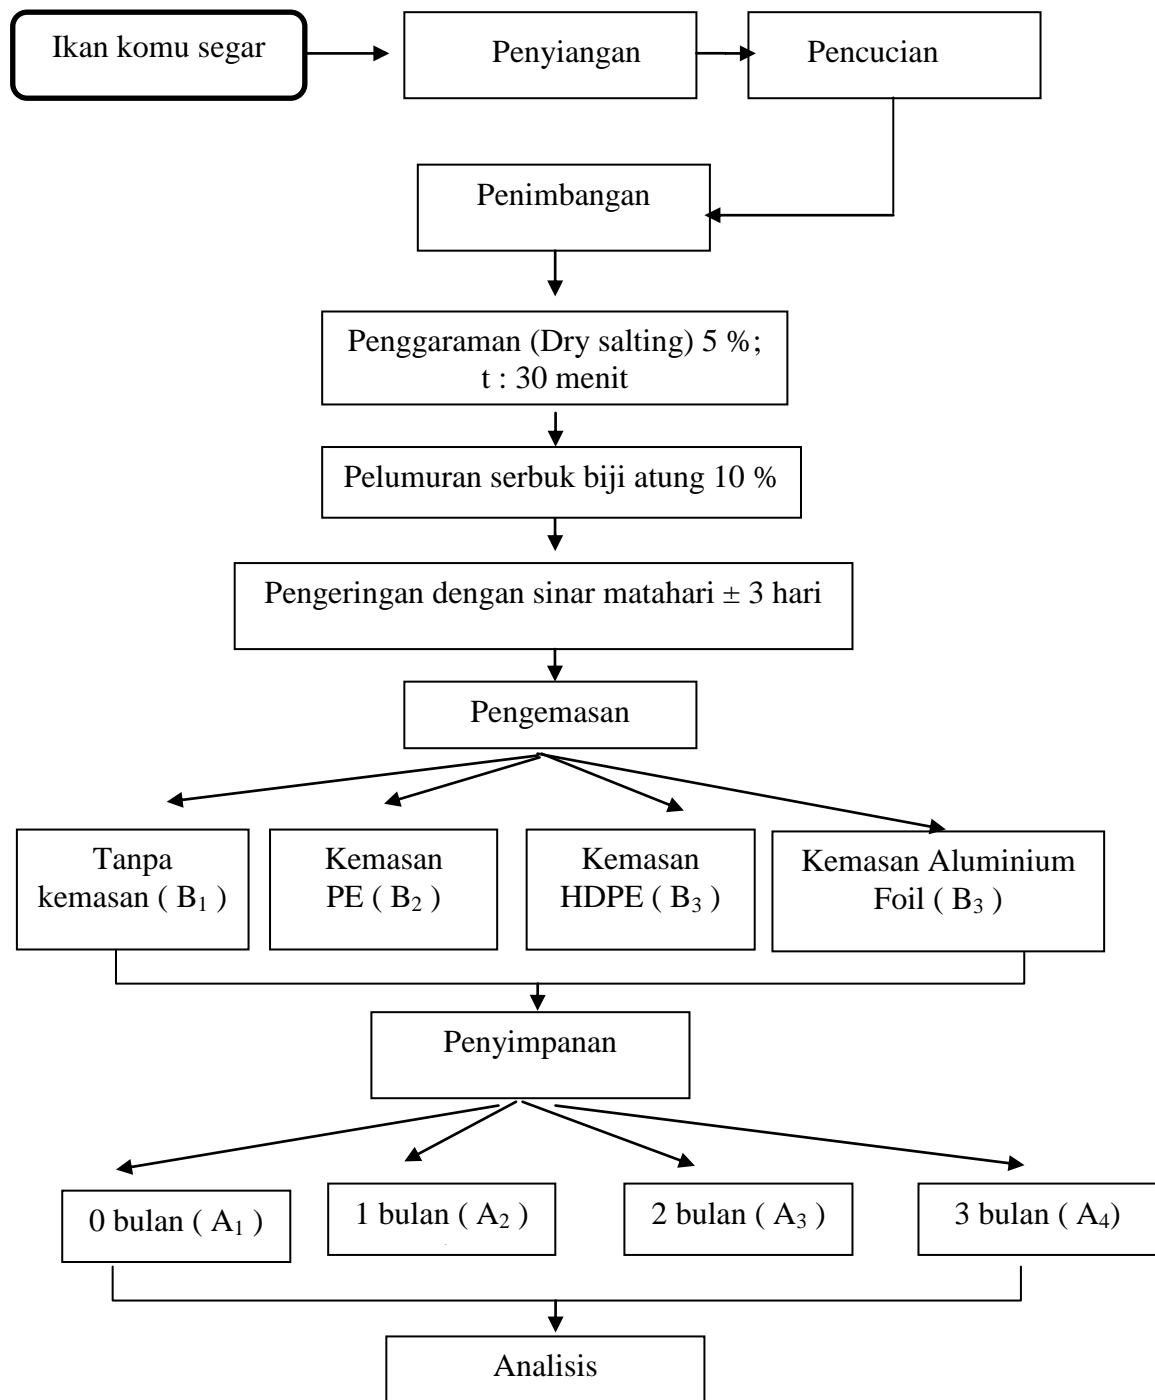 Ikan komu segar
Penyiangan
Pencucian
Penimbangan
Penggaraman (Dry salting) 5 %;
t : 30 menit
Pelumuran serbuk biji atung 10 %
Pengeringan dengan sinar matahari ± 3 hari
Pengemasan
Tanpa
kemasan ( B₁ )
Kemasan
PE ( B₂ )
Kemasan
HDPE ( B₃ )
Kemasan Aluminium
Foil ( B₃ )
Penyimpanan
0 bulan ( A₁ )
1 bulan ( A₂ )
2 bulan ( A₃ )
3 bulan ( A₄)
Analisis